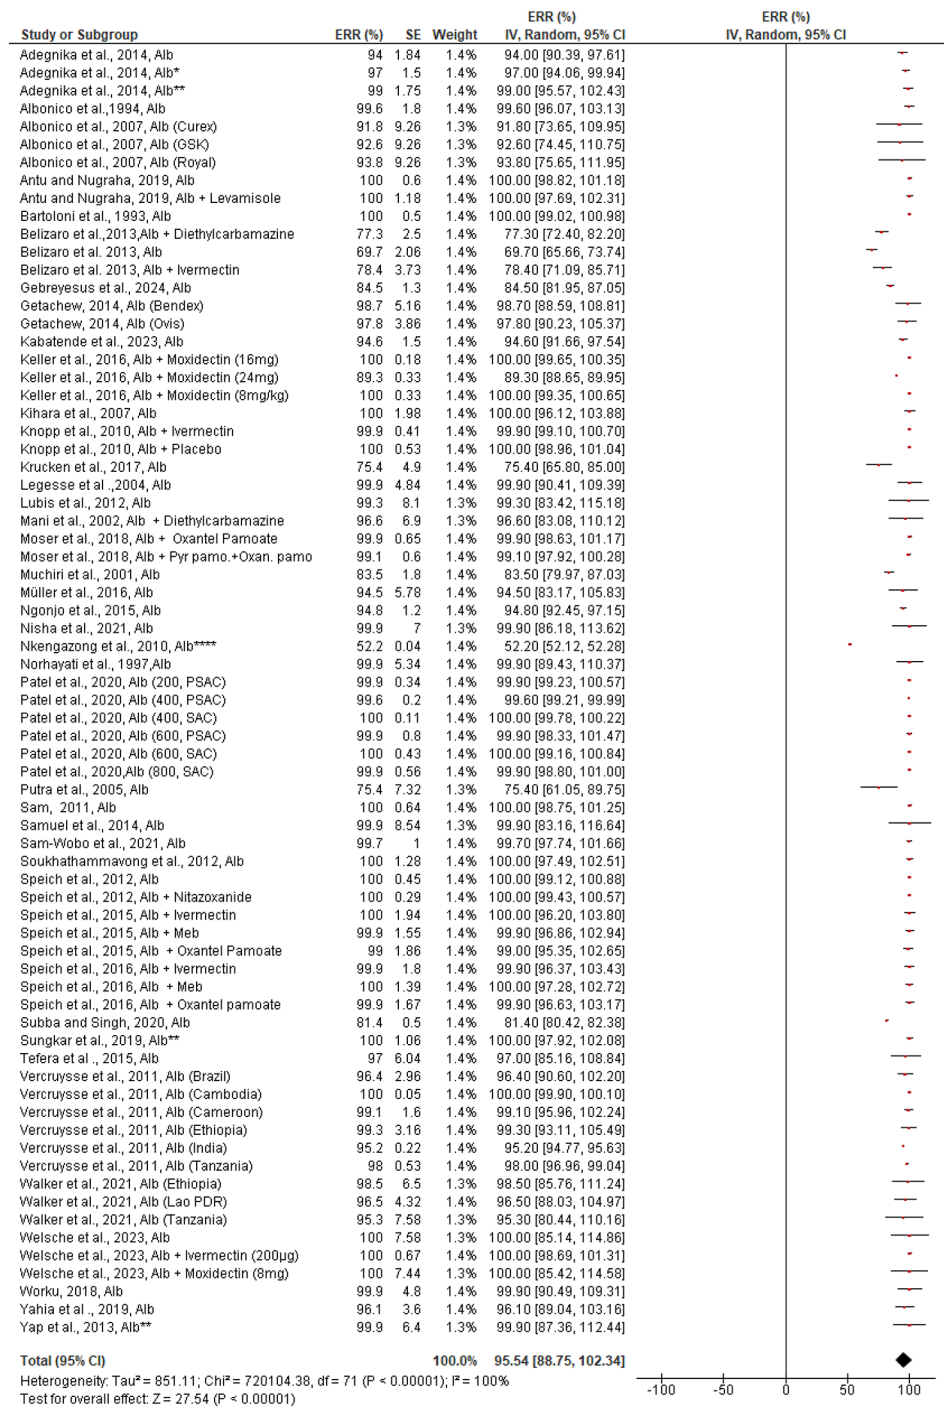 ERR (%) ERR (%)
Study or Subgroup ERR (%) SE Weight IV, Random, 95% CI IV, Random, 95% CI
Adegnika et al., 2014, Alb 94 1.84 1.4% 94.00 [90.39, 97.61]
Adegnika et al., 2014, Alb* 97 1.5 1.4% 97.00 [94.06, 99.94]
Adegnika et al., 2014, Alb** 99 1.75 1.4% 99.00 [95.57, 102.43]
Albonico et al.,1994, Alb 99.6 1.8 1.4% 99.60 [96.07, 103.13]
Albonico et al., 2007, Alb (Curex) 91.8 9.26 1.3% 91.80 [73.65, 109.95]
Albonico et al., 2007, Alb (GSK) 92.6 9.26 1.3% 92.60 [74.45, 110.75]
Albonico et al., 2007, Alb (Royal) 93.8 9.26 1.3% 93.80 [75.65, 111.95]
Antu and Nugraha, 2019, Alb 100 0.6 1.4% 100.00 [98.82, 101.18]
Antu and Nugraha, 2019, Alb + Levamisole 100 1.18 1.4% 100.00 [97.69, 102.31]
Bartoloni et al., 1993, Alb 100 0.5 1.4% 100.00 [99.02, 100.98]
Belizaro et al.,2013,Alb + Diethylcarbamazine 77.3 2.5 1.4% 77.30 [72.40, 82.20]
Belizaro et al. 2013, Alb 69.7 2.06 1.4% 69.70 [65.66, 73.74]
Belizaro et al. 2013, Alb + Ivermectin 78.4 3.73 1.4% 78.40 [71.09, 85.71]
Gebreyesus et al., 2024, Alb 84.5 1.3 1.4% 84.50 [81.95, 87.05]
Getachew, 2014, Alb (Bendex) 98.7 5.16 1.4% 98.70 [88.59, 108.81]
Getachew, 2014, Alb (Ovis) 97.8 3.86 1.4% 97.80 [90.23, 105.37]
Kabatende et al., 2023, Alb 94.6 1.5 1.4% 94.60 [91.66, 97.54]
Keller et al., 2016, Alb + Moxidectin (16mg) 100 0.18 1.4% 100.00 [99.65, 100.35]
Keller et al., 2016, Alb + Moxidectin (24mg) 89.3 0.33 1.4% 89.30 [88.65, 89.95]
Keller et al., 2016, Alb + Moxidectin (8mg/kg) 100 0.33 1.4% 100.00 [99.35, 100.65]
Kihara et al., 2007, Alb 100 1.98 1.4% 100.00 [96.12, 103.88]
Knopp et al., 2010, Alb + Ivermectin 99.9 0.41 1.4% 99.90 [99.10, 100.70]
Knopp et al., 2010, Alb + Placebo 100 0.53 1.4% 100.00 [98.96, 101.04]
Krucken et al., 2017, Alb 75.4 4.9 1.4% 75.40 [65.80, 85.00]
Legesse et al .,2004, Alb 99.9 4.84 1.4% 99.90 [90.41, 109.39]
Lubis et al., 2012, Alb 99.3 8.1 1.3% 99.30 [83.42, 115.18]
Mani et al., 2002, Alb + Diethylcarbamazine 96.6 6.9 1.3% 96.60 [83.08, 110.12]
Moser et al., 2018, Alb + Oxantel Pamoate 99.9 0.65 1.4% 99.90 [98.63, 101.17]
Moser et al., 2018, Alb + Pyr pamo.+Oxan. pamo 99.1 0.6 1.4% 99.10 [97.92, 100.28]
Muchiri et al., 2001, Alb 83.5 1.8 1.4% 83.50 [79.97, 87.03]
Müller et al., 2016, Alb 94.5 5.78 1.4% 94.50 [83.17, 105.83]
Ngonjo et al., 2015, Alb 94.8 1.2 1.4% 94.80 [92.45, 97.15]
Nisha et al., 2021, Alb 99.9 7 1.3% 99.90 [86.18, 113.62]
Nkengazong et al., 2010, Alb**** 52.2 0.04 1.4% 52.20 [52.12, 52.28]
Norhayati et al., 1997,Alb 99.9 5.34 1.4% 99.90 [89.43, 110.37]
Patel et al., 2020, Alb (200, PSAC) 99.9 0.34 1.4% 99.90 [99.23, 100.57]
Patel et al., 2020, Alb (400, PSAC) 99.6 0.2 1.4% 99.60 [99.21, 99.99]
Patel et al., 2020, Alb (400, SAC) 100 0.11 1.4% 100.00 [99.78, 100.22]
Patel et al., 2020, Alb (600, PSAC) 99.9 0.8 1.4% 99.90 [98.33, 101.47]
Patel et al., 2020, Alb (600, SAC) 100 0.43 1.4% 100.00 [99.16, 100.84]
Patel et al., 2020,Alb (800, SAC) 99.9 0.56 1.4% 99.90 [98.80, 101.00]
Putra et al., 2005, Alb 75.4 7.32 1.3% 75.40 [61.05, 89.75]
Sam, 2011, Alb 100 0.64 1.4% 100.00 [98.75, 101.25]
Samuel et al., 2014, Alb 99.9 8.54 1.3% 99.90 [83.16, 116.64]
Sam-Wobo et al., 2021, Alb 99.7 1 1.4% 99.70 [97.74, 101.66]
Soukhathammavong et al., 2012, Alb 100 1.28 1.4% 100.00 [97.49, 102.51]
Speich et al., 2012, Alb 100 0.45 1.4% 100.00 [99.12, 100.88]
Speich et al., 2012, Alb + Nitazoxanide 100 0.29 1.4% 100.00 [99.43, 100.57]
Speich et al., 2015, Alb + Ivermectin 100 1.94 1.4% 100.00 [96.20, 103.80]
Speich et al., 2015, Alb + Meb 99.9 1.55 1.4% 99.90 [96.86, 102.94]
Speich et al., 2015, Alb + Oxantel Pamoate 99 1.86 1.4% 99.00 [95.35, 102.65]
Speich et al., 2016, Alb + Ivermectin 99.9 1.8 1.4% 99.90 [96.37, 103.43]
Speich et al., 2016, Alb + Meb 100 1.39 1.4% 100.00 [97.28, 102.72]
Speich et al., 2016, Alb + Oxantel pamoate 99.9 1.67 1.4% 99.90 [96.63, 103.17]
Subba and Singh, 2020, Alb 81.4 0.5 1.4% 81.40 [80.42, 82.38]
Sungkar et al., 2019, Alb** 100 1.06 1.4% 100.00 [97.92, 102.08]
Tefera et al ., 2015, Alb 97 6.04 1.4% 97.00 [85.16, 108.84]
Vercruysse et al., 2011, Alb (Brazil) 96.4 2.96 1.4% 96.40 [90.60, 102.20]
Vercruysse et al., 2011, Alb (Cambodia) 100 0.05 1.4% 100.00 [99.90, 100.10]
Vercruysse et al., 2011, Alb (Cameroon) 99.1 1.6 1.4% 99.10 [95.96, 102.24]
Vercruysse et al., 2011, Alb (Ethiopia) 99.3 3.16 1.4% 99.30 [93.11, 105.49]
Vercruysse et al., 2011, Alb (India) 95.2 0.22 1.4% 95.20 [94.77, 95.63]
Vercruysse et al., 2011, Alb (Tanzania) 98 0.53 1.4% 98.00 [96.96, 99.04]
Walker et al., 2021, Alb (Ethiopia) 98.5 6.5 1.3% 98.50 [85.76, 111.24]
Walker et al., 2021, Alb (Lao PDR) 96.5 4.32 1.4% 96.50 [88.03, 104.97]
Walker et al., 2021, Alb (Tanzania) 95.3 7.58 1.3% 95.30 [80.44, 110.16]
Welsche et al., 2023, Alb 100 7.58 1.3% 100.00 [85.14, 114.86]
Welsche et al., 2023, Alb + Ivermectin (200µg) 100 0.67 1.4% 100.00 [98.69, 101.31]
Welsche et al., 2023, Alb + Moxidectin (8mg) 100 7.44 1.3% 100.00 [85.42, 114.58]
Worku, 2018, Alb 99.9 4.8 1.4% 99.90 [90.49, 109.31]
Yahia et al ., 2019, Alb 96.1 3.6 1.4% 96.10 [89.04, 103.16]
Yap et al., 2013, Alb** 99.9 6.4 1.3% 99.90 [87.36, 112.44]
Total (95% CI) 100.0% 95.54 [88.75, 102.34]
Heterogeneity: Tau² = 851.11; Chi² = 720104.38, df = 71 (P < 0.00001); I² = 100%
Test for overall effect: Z = 27.54 (P < 0.00001)
-100 -50 0 50 100